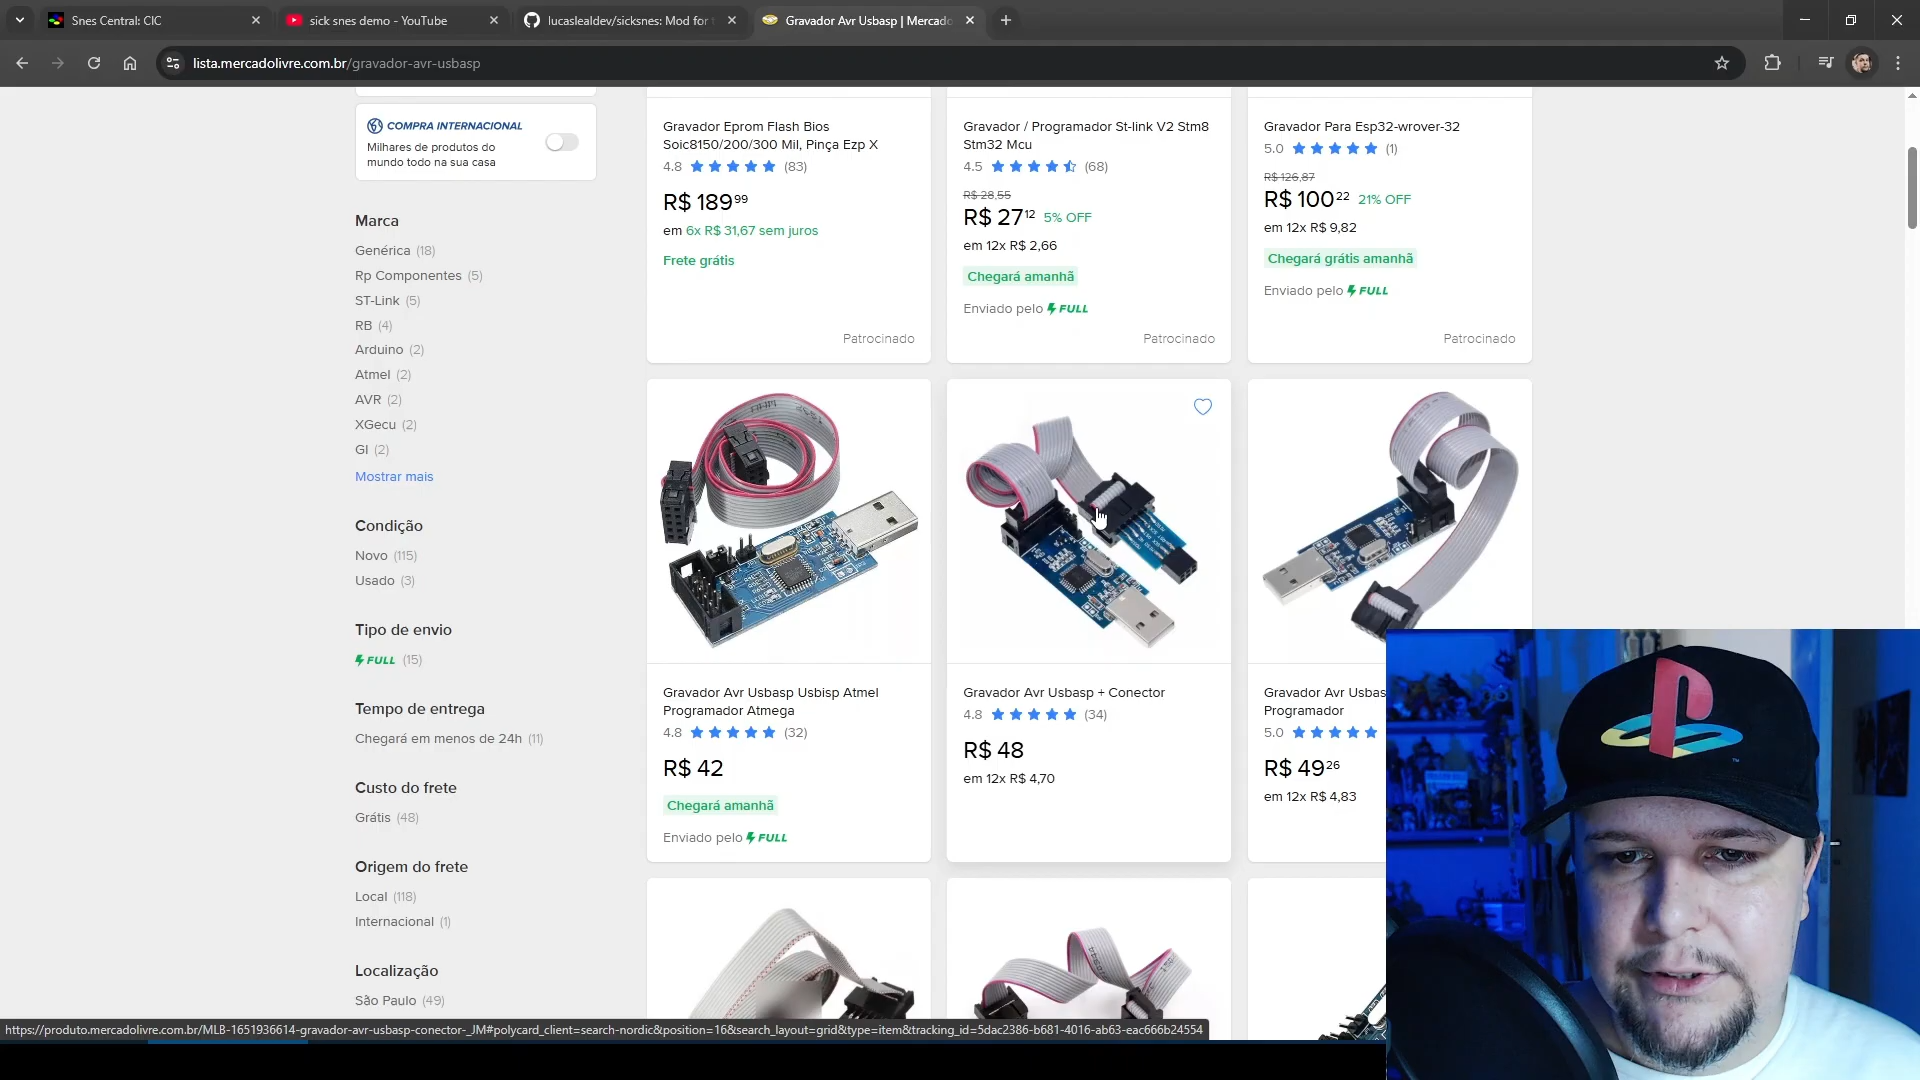 Snes Central: CIC
sick snes demo - YouTube
lucaslealdev/sicksnes: Mod for
Gravador Avr Usbasp | Mercado
lista.mercadolivre.com.br/gravador-avr-usbasp
COMPRA INTERNACIONAL
Milhares de produtos do
mundo todo na sua casa
Marca
Genérica (18)
Rp Componentes (5)
ST-Link (5)
RB (4)
Arduino (2)
Atmel (2)
AVR (2)
XGecu (2)
GI (2)
Mostrar mais
Condição
Novo (115)
Usado (3)
Tipo de envio
FULL (15)
Tempo de entrega
Chegará em menos de 24h (11)
Custo do frete
Grátis (48)
Origem do frete
Local (118)
Internacional (1)
Localização
São Paulo (49)
Gravador Eprom Flash Bios
Soic8150/200/300 Mil, Pinça Ezp X
4.8 (83)
R$ 189 99
em 6x R$ 31,67 sem juros
Frete grátis
Patrocinado
Gravador / Programador St-link V2 Stm8
Stm32 Mcu
4.5 (68)
R$ 28,55
R$ 27 12 5% OFF
em 12x R$ 2,66
Chegará amanhã
Enviado pelo FULL
Patrocinado
Gravador Para Esp32-wrover-32
5.0 (1)
R$ 126,87
R$ 100 22 21% OFF
em 12x R$ 9,82
Chegará grátis amanhã
Enviado pelo FULL
Patrocinado
Gravador Avr Usbasp Usbisp Atmel
Programador Atmega
4.8 (32)
R$ 42
Chegará amanhã
Enviado pelo FULL
Gravador Avr Usbasp + Conector
4.8 (34)
R$ 48
em 12x R$ 4,70
Gravador Avr Usbas
Programador
5.0
R$ 49 26
em 12x R$ 4,83
https://produto.mercadolivre.com.br/MLB-1651936614-gravador-avr-usbasp-conector-_JM#polycard_client=search-nordic&position=16&search_layout=grid&type=item&tracking_id=5dac2386-b681-4016-ab63-eac666b24554